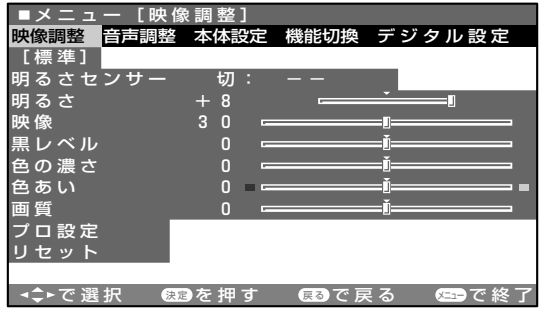 ■メニュー [映像調整]
映像調整 音声調整 本体設定 機能切換 デジタル設定
[標準]
明るさセンサー 切: −−
明るさ +8
映像 30
黒レベル 0
色の濃さ 0
色あい 0
画質 0
プロ設定
リセット
で選択 決定を押す 戻るで戻る メニューで終了